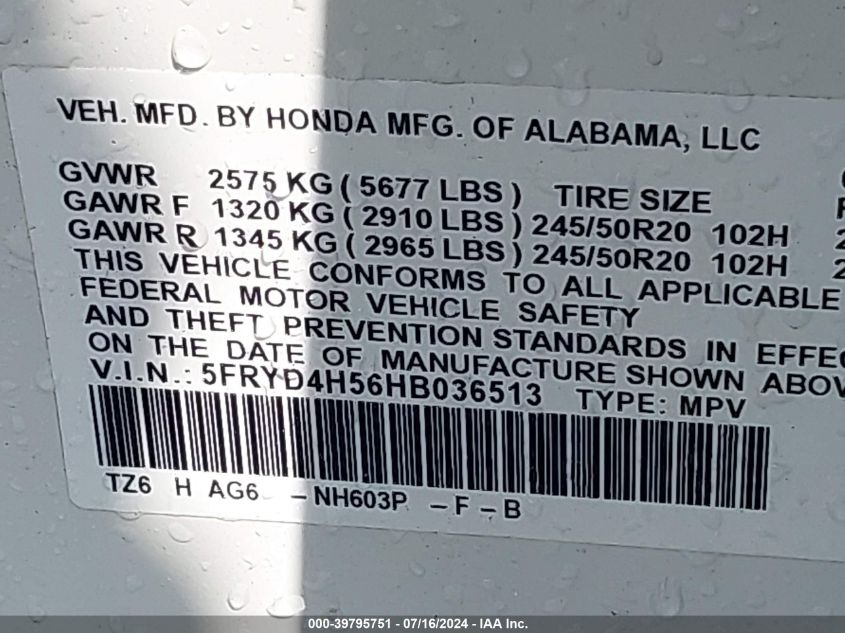 VEH. MFD. BY HONDA MFG. OF ALABAMA, LLC
GVWR 2575 KG ( 5677 LBS ) TIRE SIZE
GAWR F 1320 KG ( 2910 LBS ) 245/50R20 102H
GAWR R 1345 KG ( 2965 LBS ) 245/50R20 102H
THIS VEHICLE CONFORMS TO ALL APPLICABLE
FEDERAL MOTOR VEHICLE SAFETY
AND THEFT PREVENTION STANDARDS IN EFFEC
ON THE DATE OF MANUFACTURE SHOWN ABOV
V.I.N.: 5FRYD4H56HB036513 TYPE: MPV
TZ6 H AG6 -NH603P -F-B
000-39795751 - 07/16/2024 - IAA Inc.